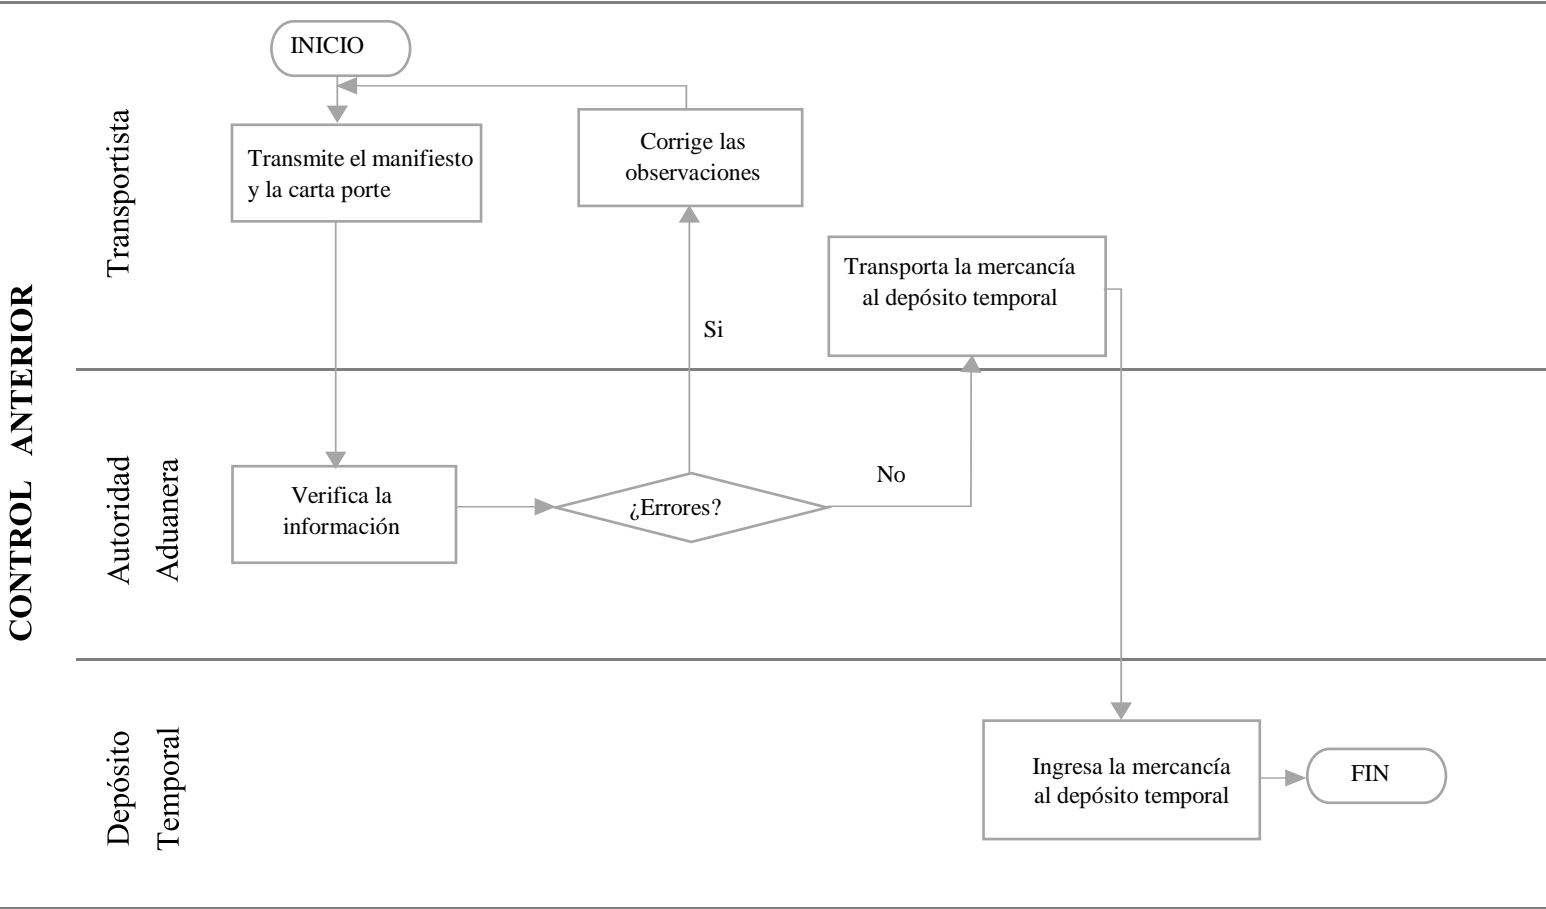 CONTROL ANTERIOR
Transportista
INICIO
Transmite el manifiesto
y la carta porte
Corrige las
observaciones
Transporta la mercancía
al depósito temporal
Si
Autoridad
Aduanera
Verifica la
información
¿Errores?
No
Depósito
Temporal
Ingresa la mercancía
al depósito temporal
FIN